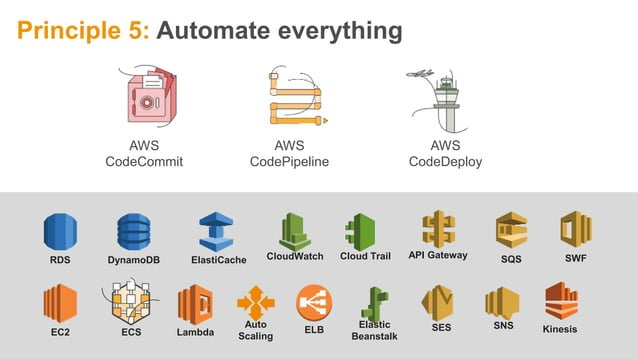 Principle 5: Automate everything
AWS
CodeCommit
AWS
CodePipeline
AWS
CodeDeploy
RDS
DynamoDB
ElastiCache
CloudWatch
Cloud Trail
API Gateway
SQS
SWF
EC2
ECS
Lambda
Auto
Scaling
ELB
Elastic
Beanstalk
SES
SNS
Kinesis